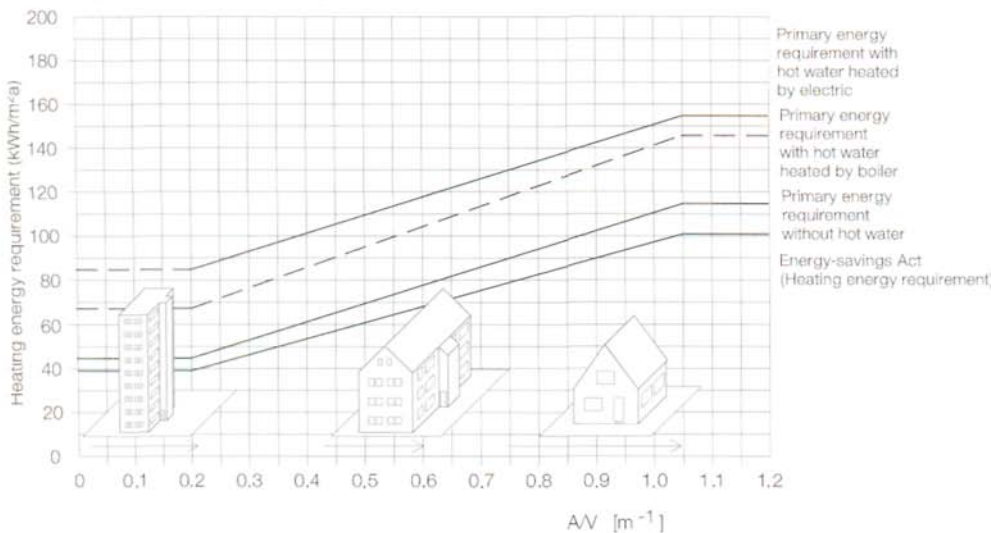 200
180
160
140
120
100
80
60
40
20
0
Heating energy requirement (kWh/m²a)
0 0.1 0.2 0.3 0.4 0.5 0.6 0.7 0.8 0.9 1.0 1.1 1.2
A/V [m⁻¹]
Primary energy
requirement with
hot water heated
by electric
Primary energy
requirement
with hot water
heated by boiler
Primary energy
requirement
without hot water
Energy-savings Act
(Heating energy requirement)